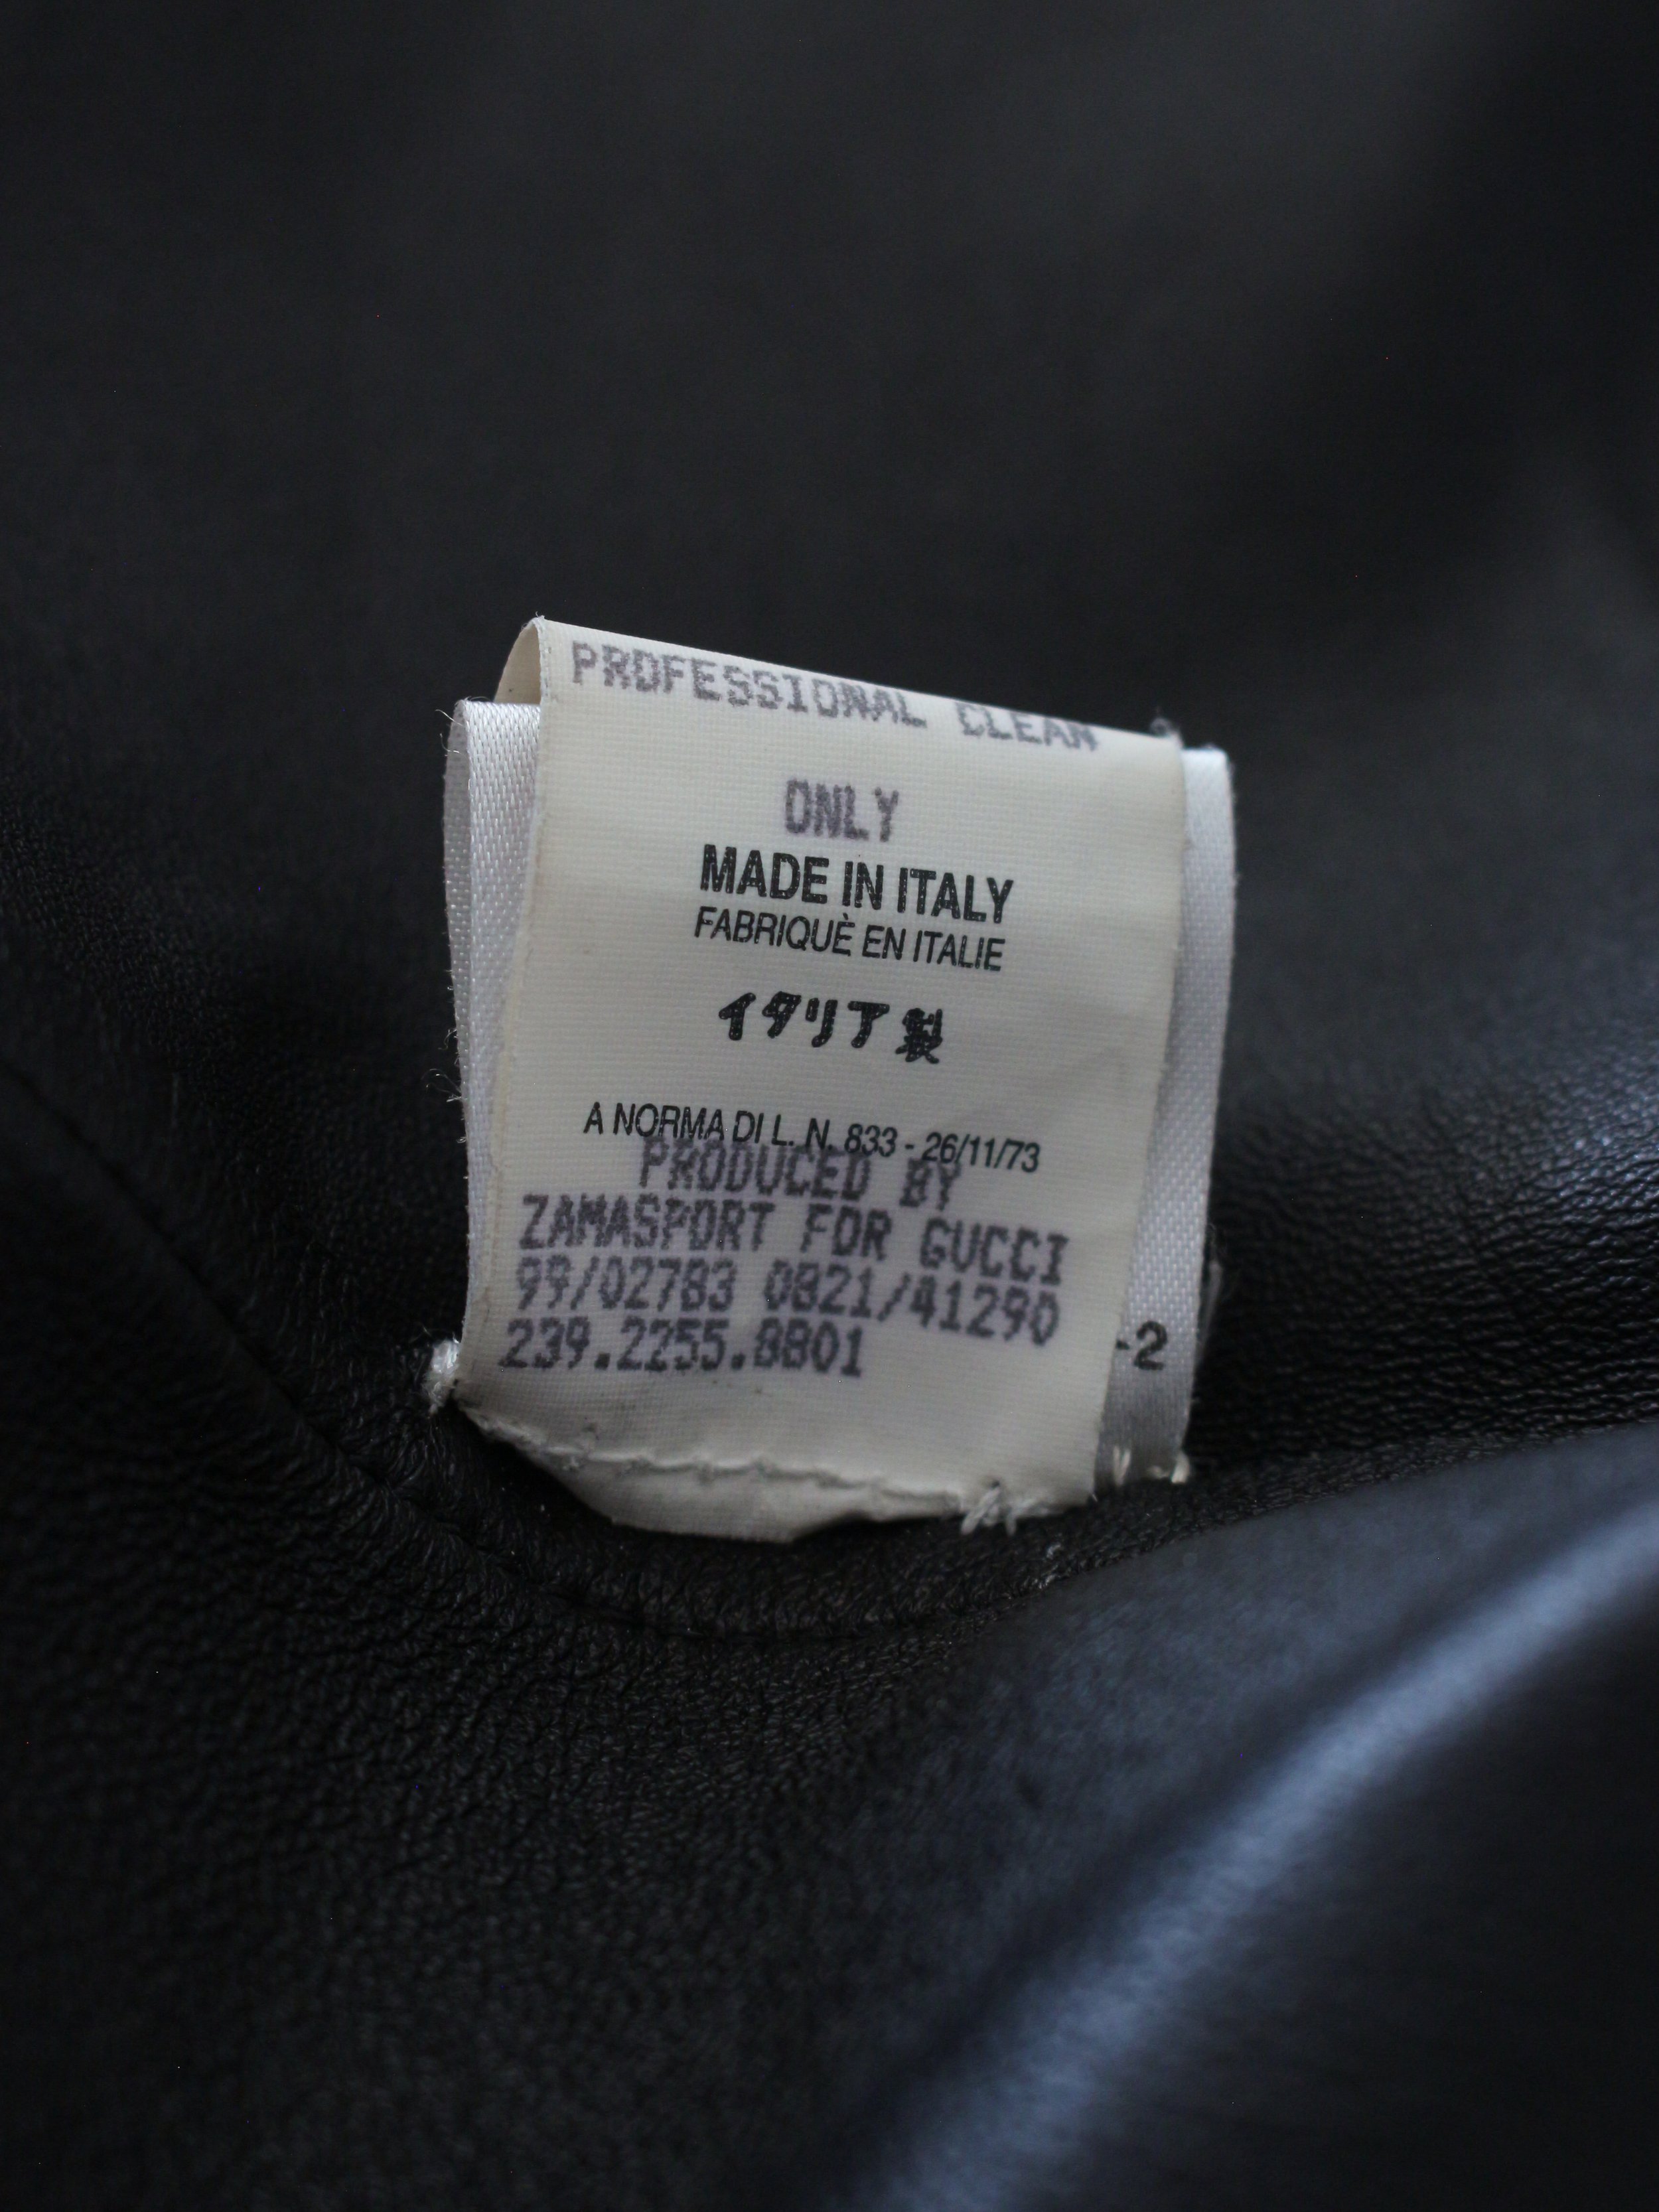 PROFESSIONAL CLEAN
ONLY
MADE IN ITALY
FABRIQUÈ EN ITALIE
イタリア製
A NORMA DI L. N. 833 - 26/11/73
PRODUCED BY
ZAMASPORT FOR GUCCI
99/02783 0821/41290
239.2255.8801
-2